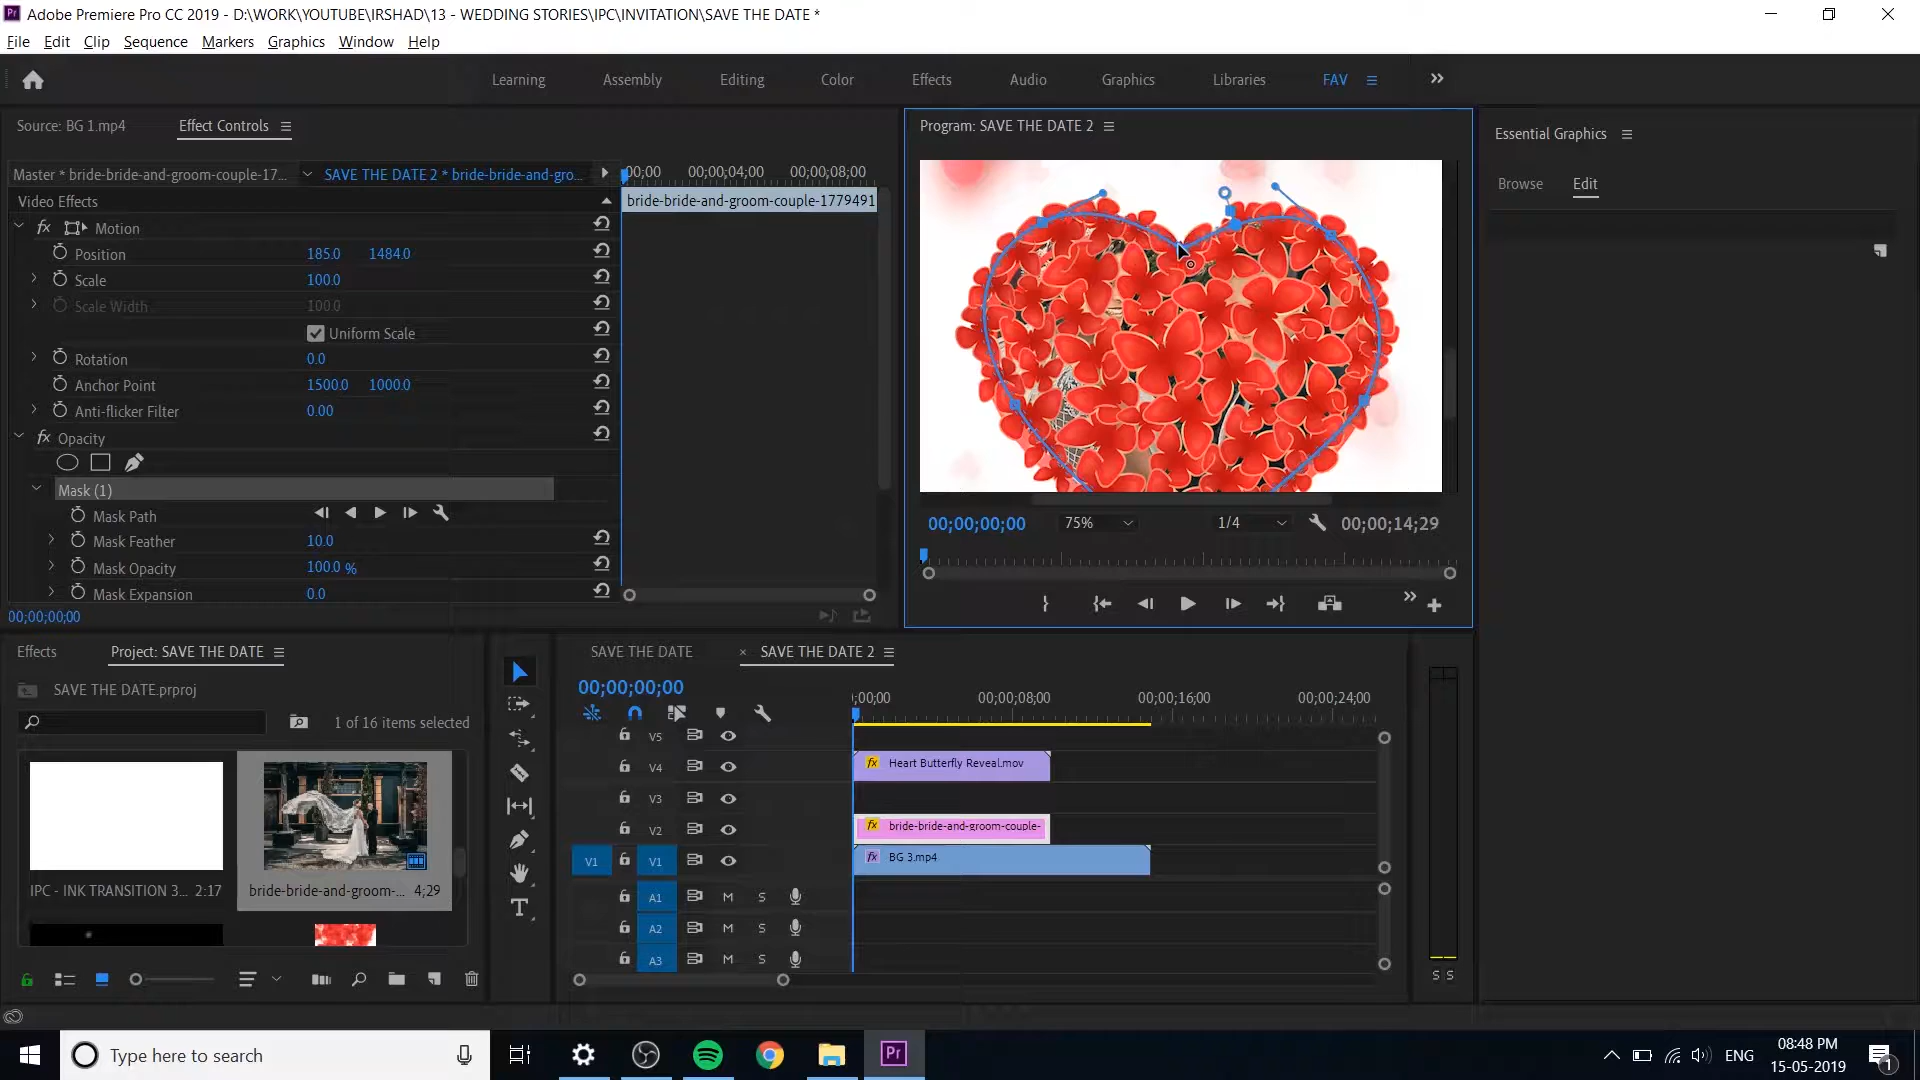 Adobe Premiere Pro CC 2019 - D:\WORK\YOUTUBE\IRSHAD\13 - WEDDING STORIES\IPC\INVITATION\SAVE THE DATE *
File Edit Clip Sequence Markers Graphics Window Help
Learning Assembly Editing Color Effects Audio Graphics Libraries FAV
Source: BG 1.mp4 Effect Controls
Program: SAVE THE DATE 2
Essential Graphics
Browse Edit
Master * bride-bride-and-groom-couple-17... SAVE THE DATE 2 * bride-bride-and-gro...
00;00 00;00;04;00 00;00;08;00
Video Effects
bride-bride-and-groom-couple-1779491
fx Motion
Position 185.0 1484.0
Scale 100.0
Scale Width 100.0
Uniform Scale
Rotation 0.0
Anchor Point 1500.0 1000.0
Anti-flicker Filter 0.00
fx Opacity
Mask (1)
Mask Path
Mask Feather 10.0
Mask Opacity 100.0 %
Mask Expansion 0.0
00;00;00;00
00;00;00;00 75% 1/4 00;00;14;29
Effects Project: SAVE THE DATE
SAVE THE DATE.prproj
1 of 16 items selected
IPC - INK TRANSITION 3... 2:17
bride-bride-and-groom-... 4;29
SAVE THE DATE × SAVE THE DATE 2
00;00;00;00
;00;00 00;00;08;00 00;00;16;00 00;00;24;00
V5
V4 fx Heart Butterfly Reveal.mov
V3
V2 fx bride-bride-and-groom-couple-
V1 V1 fx BG 3.mp4
A1 M S
A2 M S
A3 M S
S S
Type here to search
Pr
ENG
08:48 PM
15-05-2019
1